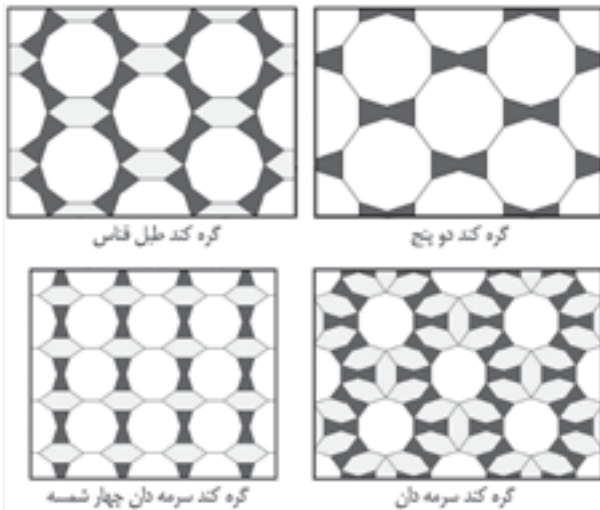 گره کند دو پنج
گره کند طبل قناس
گره کند سرمه دان
گره کند سرمه دان چهار شمسه